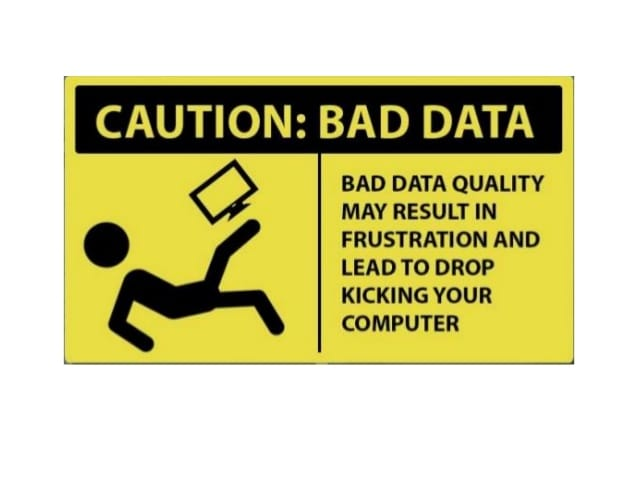 CAUTION: BAD DATA
BAD DATA QUALITY
MAY RESULT IN
FRUSTRATION AND
LEAD TO DROP
KICKING YOUR
COMPUTER